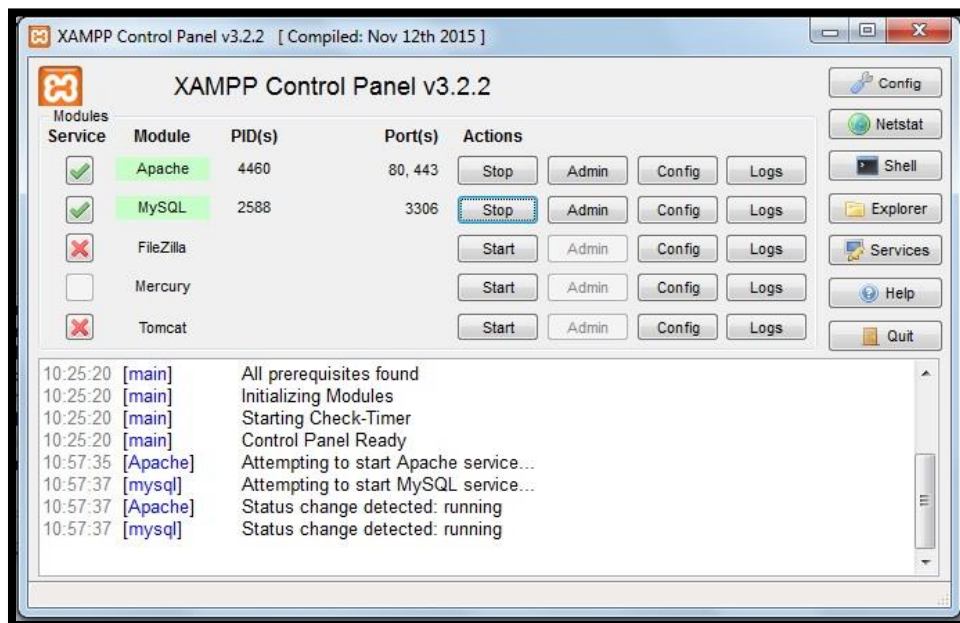 XAMPP Control Panel v3.2.2 [ Compiled: Nov 12th 2015 ]
XAMPP Control Panel v3.2.2
Config
Modules
Service Module PID(s) Port(s) Actions
Netstat
Apache 4460 80, 443 Stop Admin Config Logs
Shell
MySQL 2588 3306 Stop Admin Config Logs
Explorer
FileZilla Start Admin Config Logs
Services
Mercury Start Admin Config Logs
Help
Tomcat Start Admin Config Logs
Quit
10:25:20 [main] All prerequisites found
10:25:20 [main] Initializing Modules
10:25:20 [main] Starting Check-Timer
10:25:20 [main] Control Panel Ready
10:57:35 [Apache] Attempting to start Apache service...
10:57:37 [mysql] Attempting to start MySQL service...
10:57:37 [Apache] Status change detected: running
10:57:37 [mysql] Status change detected: running